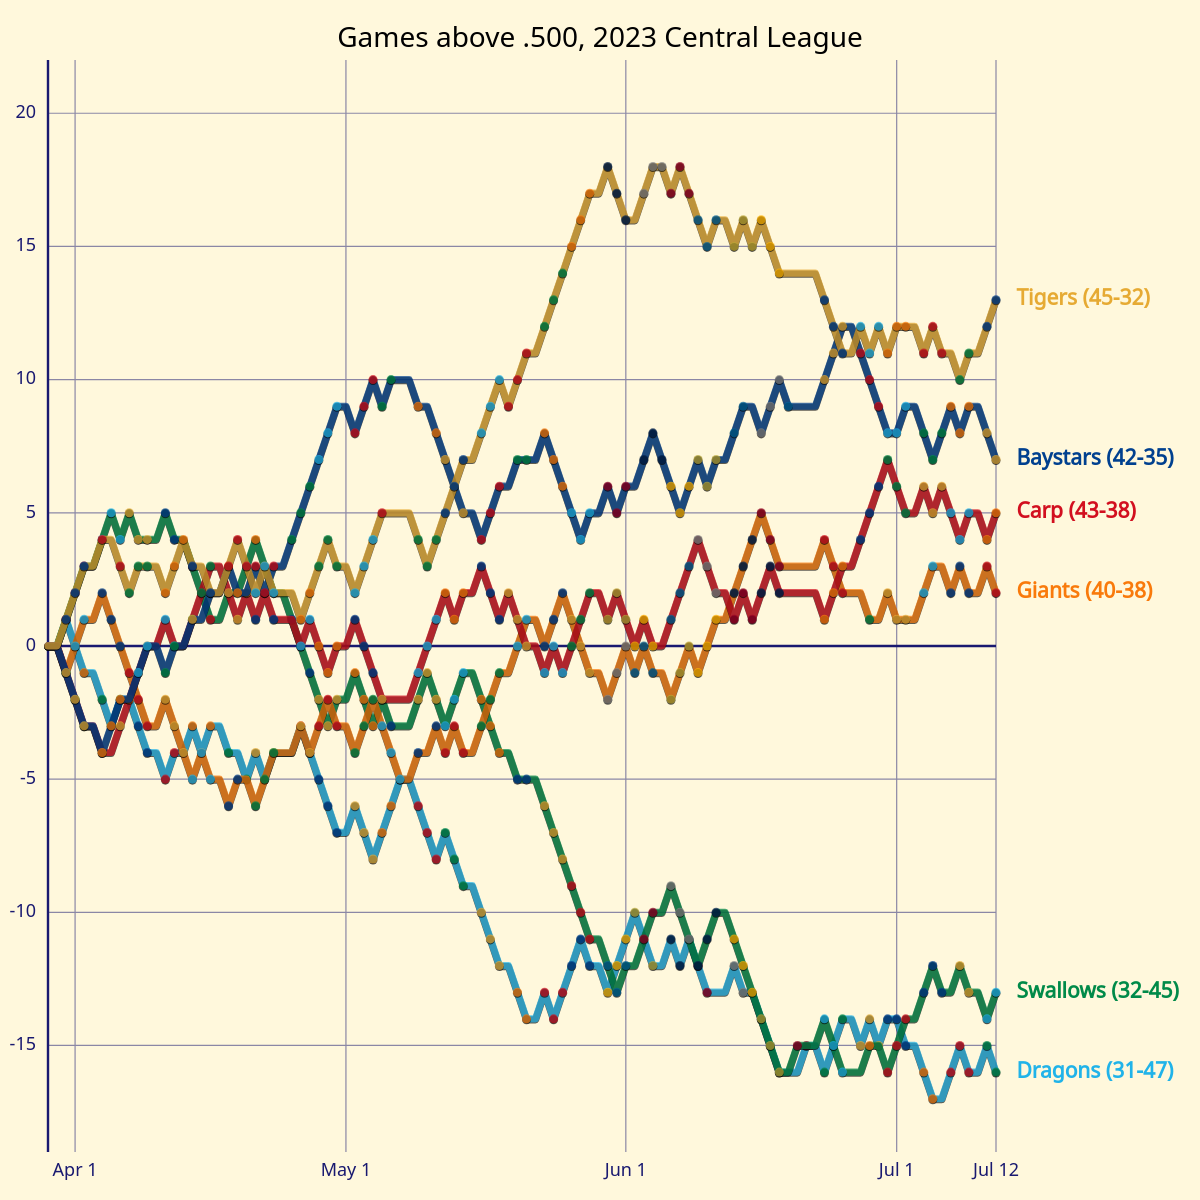 Games above .500, 2023 Central League
20
15
10
5
0
-5
-10
-15
Tigers (45-32)
Baystars (42-35)
Carp (43-38)
Giants (40-38)
Swallows (32-45)
Dragons (31-47)
Apr 1
May 1
Jun 1
Jul 1
Jul 12